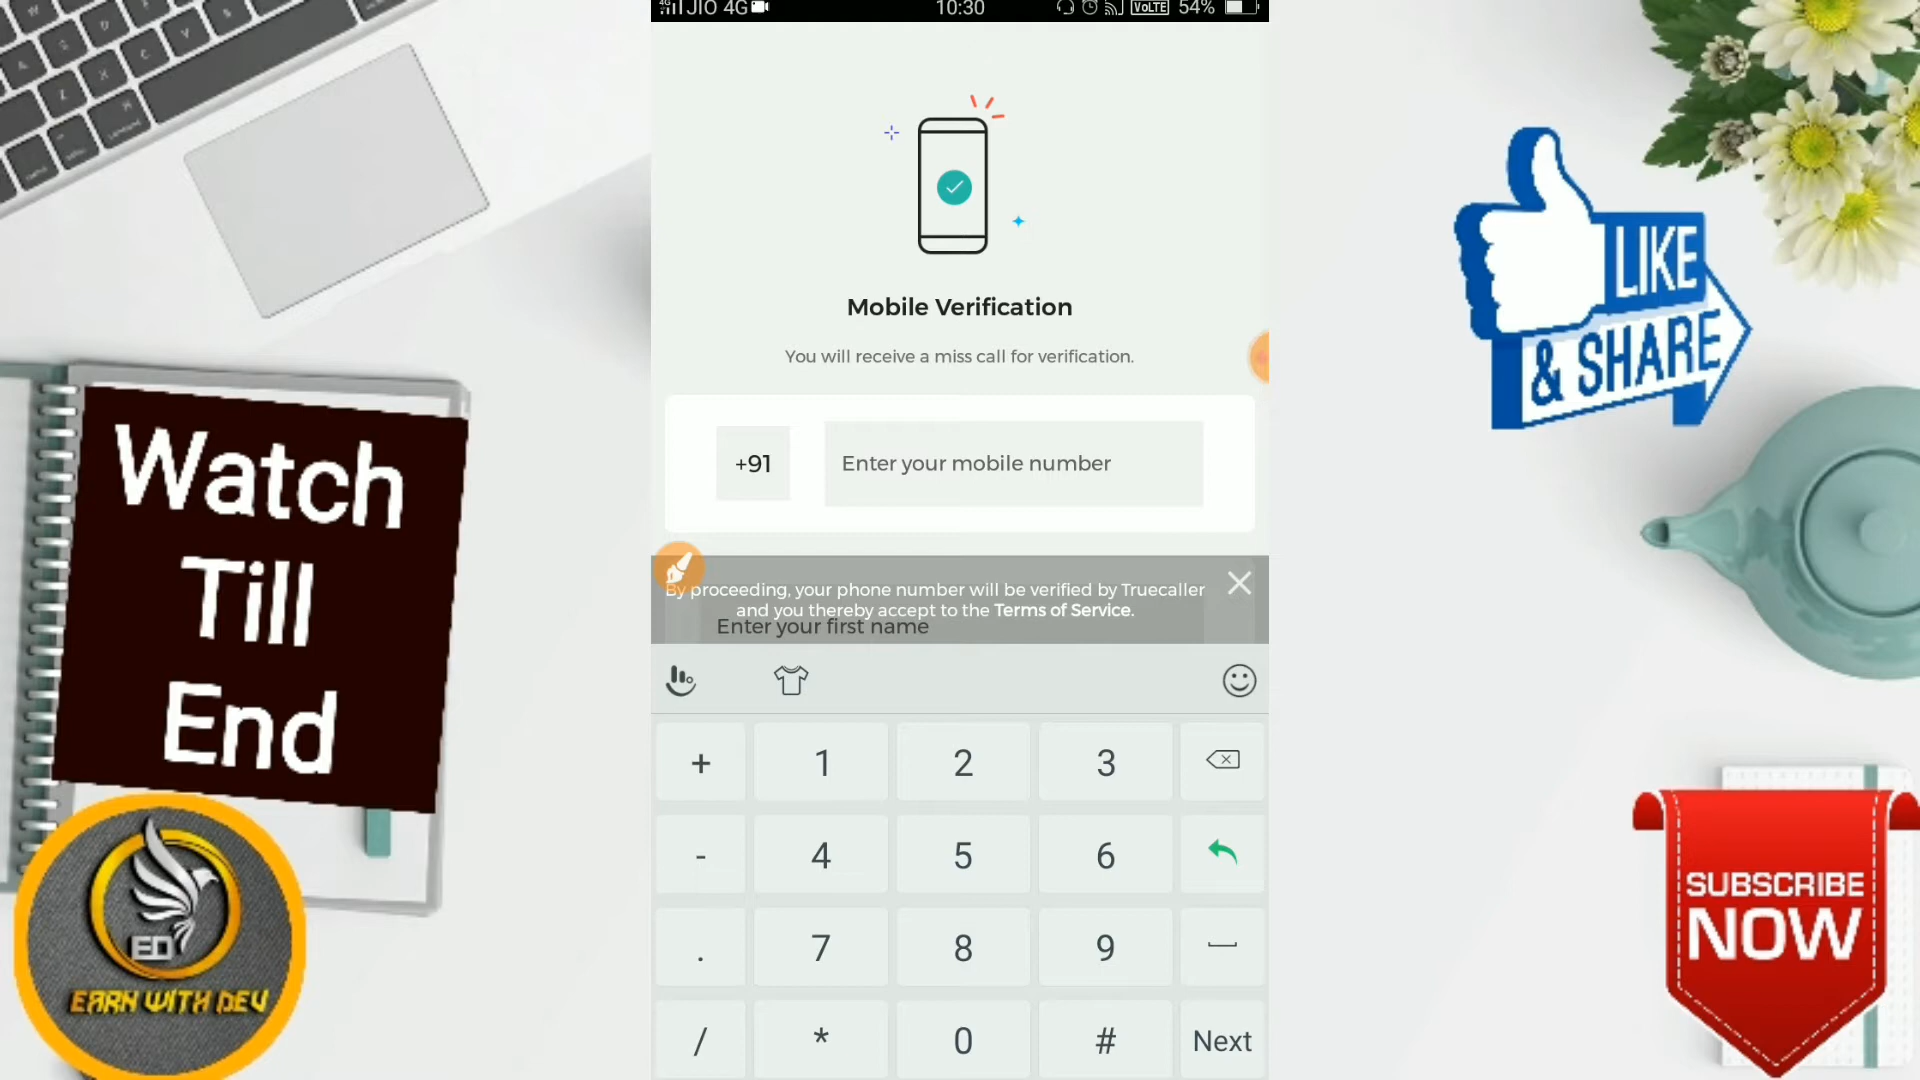 JIO 4G
10:30
VoLTE 54%
Mobile Verification
You will receive a miss call for verification.
+91
Enter your mobile number
By proceeding, your phone number will be verified by Truecaller
and you thereby accept to the Terms of Service.
Enter your first name
+ 1 2 3
- 4 5 6
. 7 8 9
/ * 0 # Next
Watch
Till
End
ED
EARN WITH DEV
LIKE
& SHARE
SUBSCRIBE
NOW